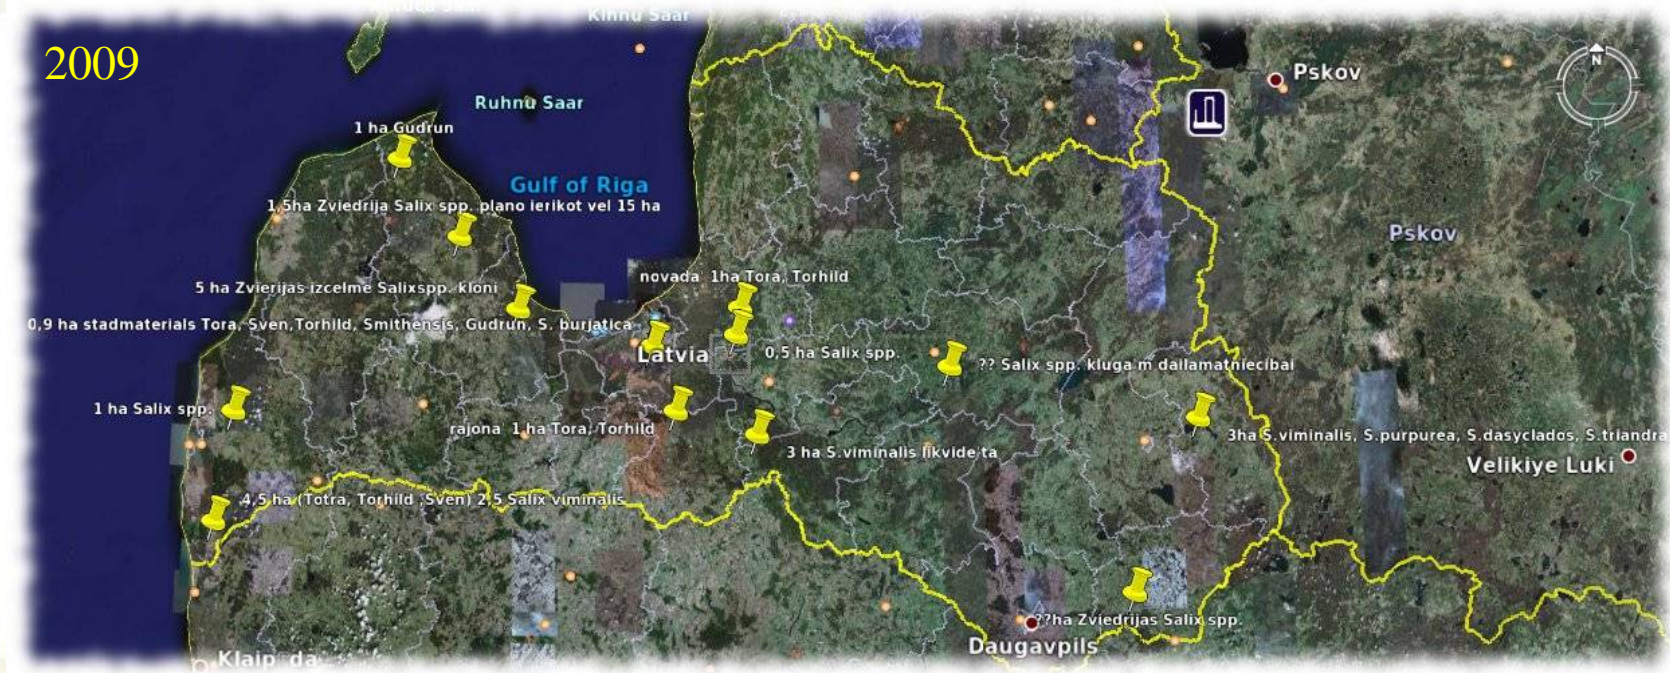 2009
Kihnu Saar
Pskov
N
Ruhnu Saar
1 ha Gudrun
Gulf of Riga
1,5ha Zviedrija Salix spp. plano ierikot vel 15 ha
Pskov
novada 1ha Tora, Torhild
5 ha Zvierijas izcelme Salixspp. kloni
0,9 ha stadmaterials Tora, Sven,Torhild, Smithensis, Gudrun, S. burjatica
Latvia
0,5 ha Salix spp.
?? Salix spp. kluga m dailamatniecibai
1 ha Salix spp.
rajona 1 ha Tora, Torhild
3ha S.viminalis, S.purpurea, S.dasyclados, S.triandra
3 ha S.viminalis likvide ta
Velikiye Luki
4,5 ha (Totra, Torhild ,Sven) 2,5 Salix viminalis
??ha Zviedrijas Salix spp.
Daugavpils
Klaip da